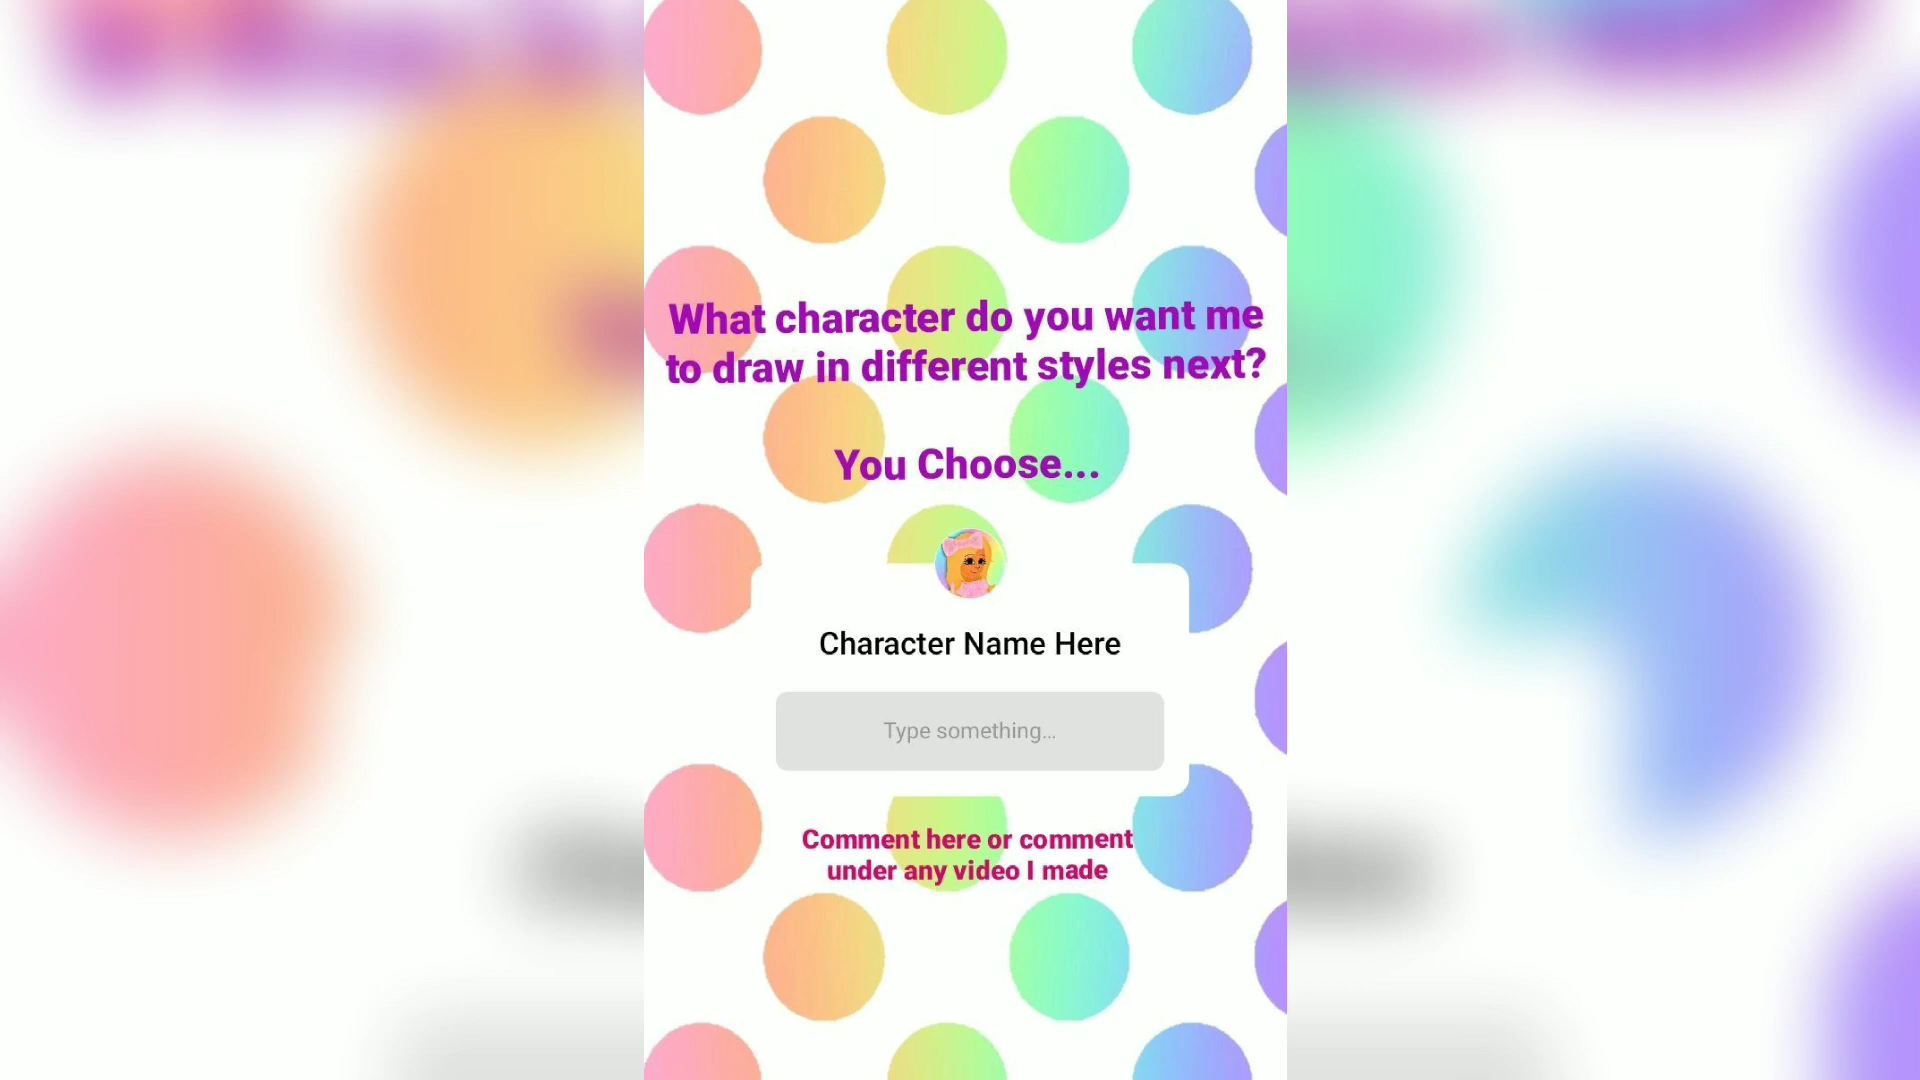 What character do you want me
to draw in different styles next?
You Choose...
Character Name Here
Type something...
Comment here or comment
under any video I made